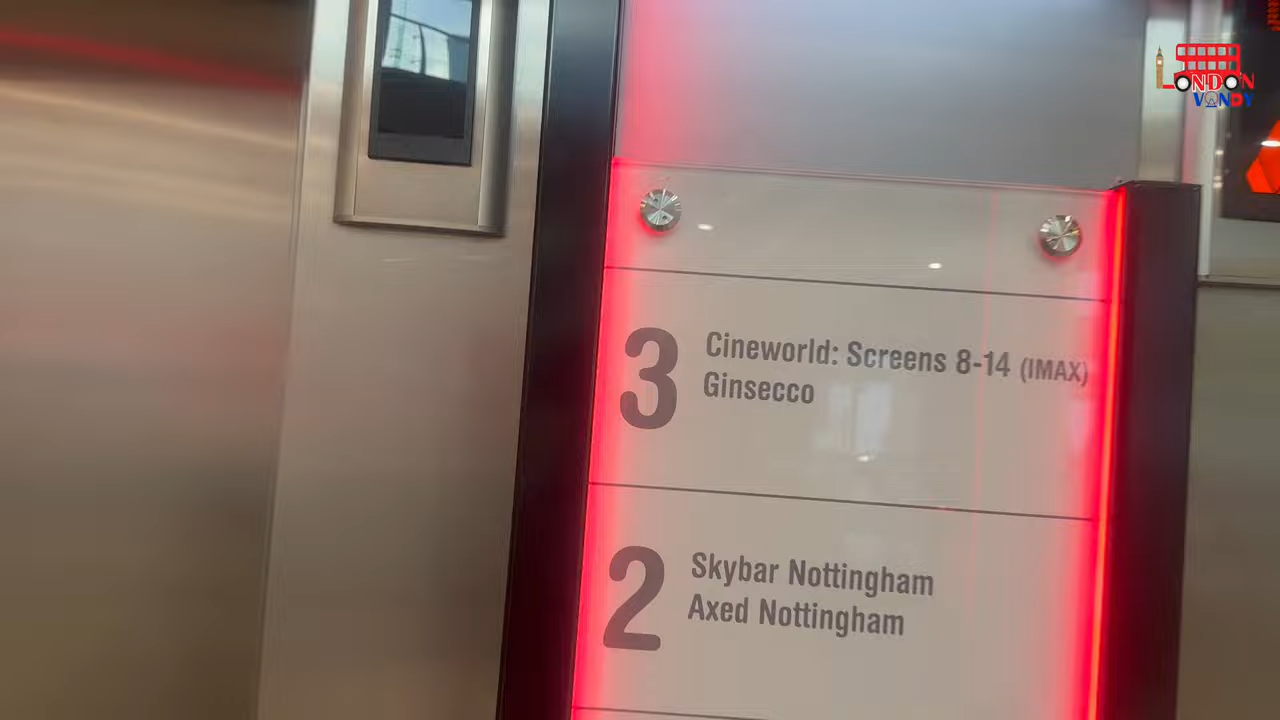 LONDON
VANDY
3
Cineworld: Screens 8-14 (IMAX)
Ginsecco
2
Skybar Nottingham
Axed Nottingham